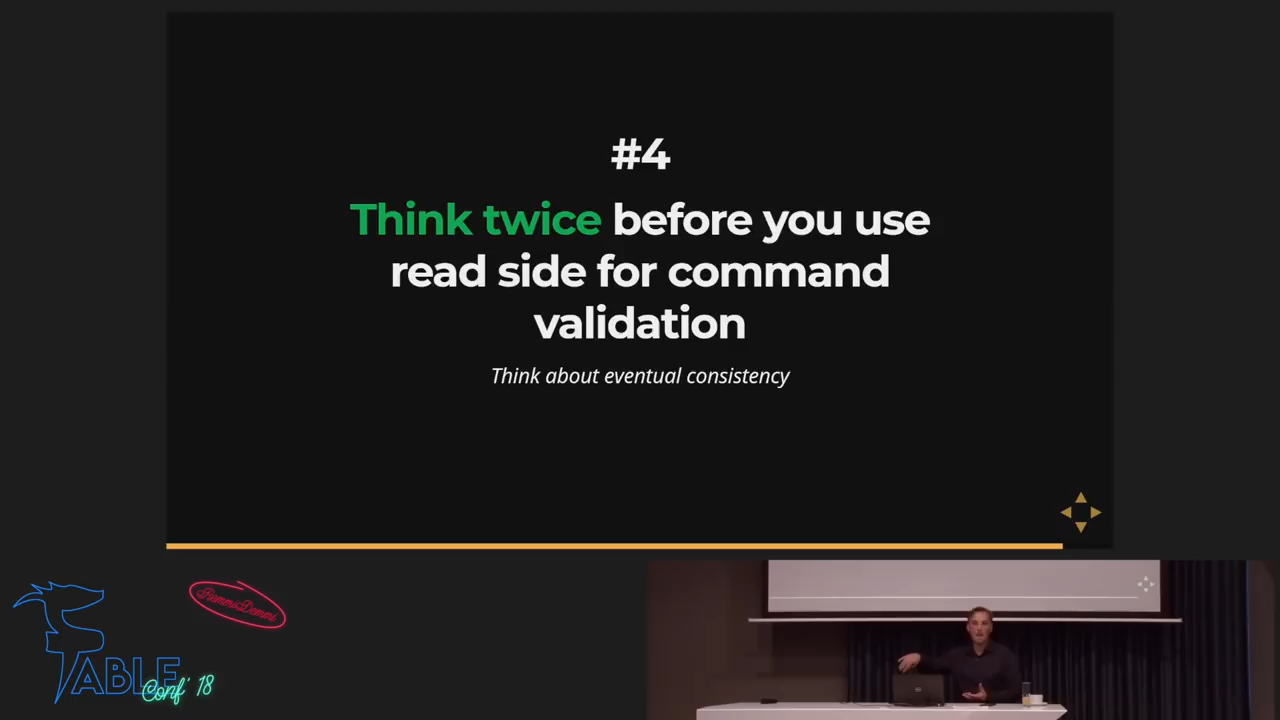 #4
Think twice before you use
read side for command
validation
Think about eventual consistency
ABLE
Conf' 18